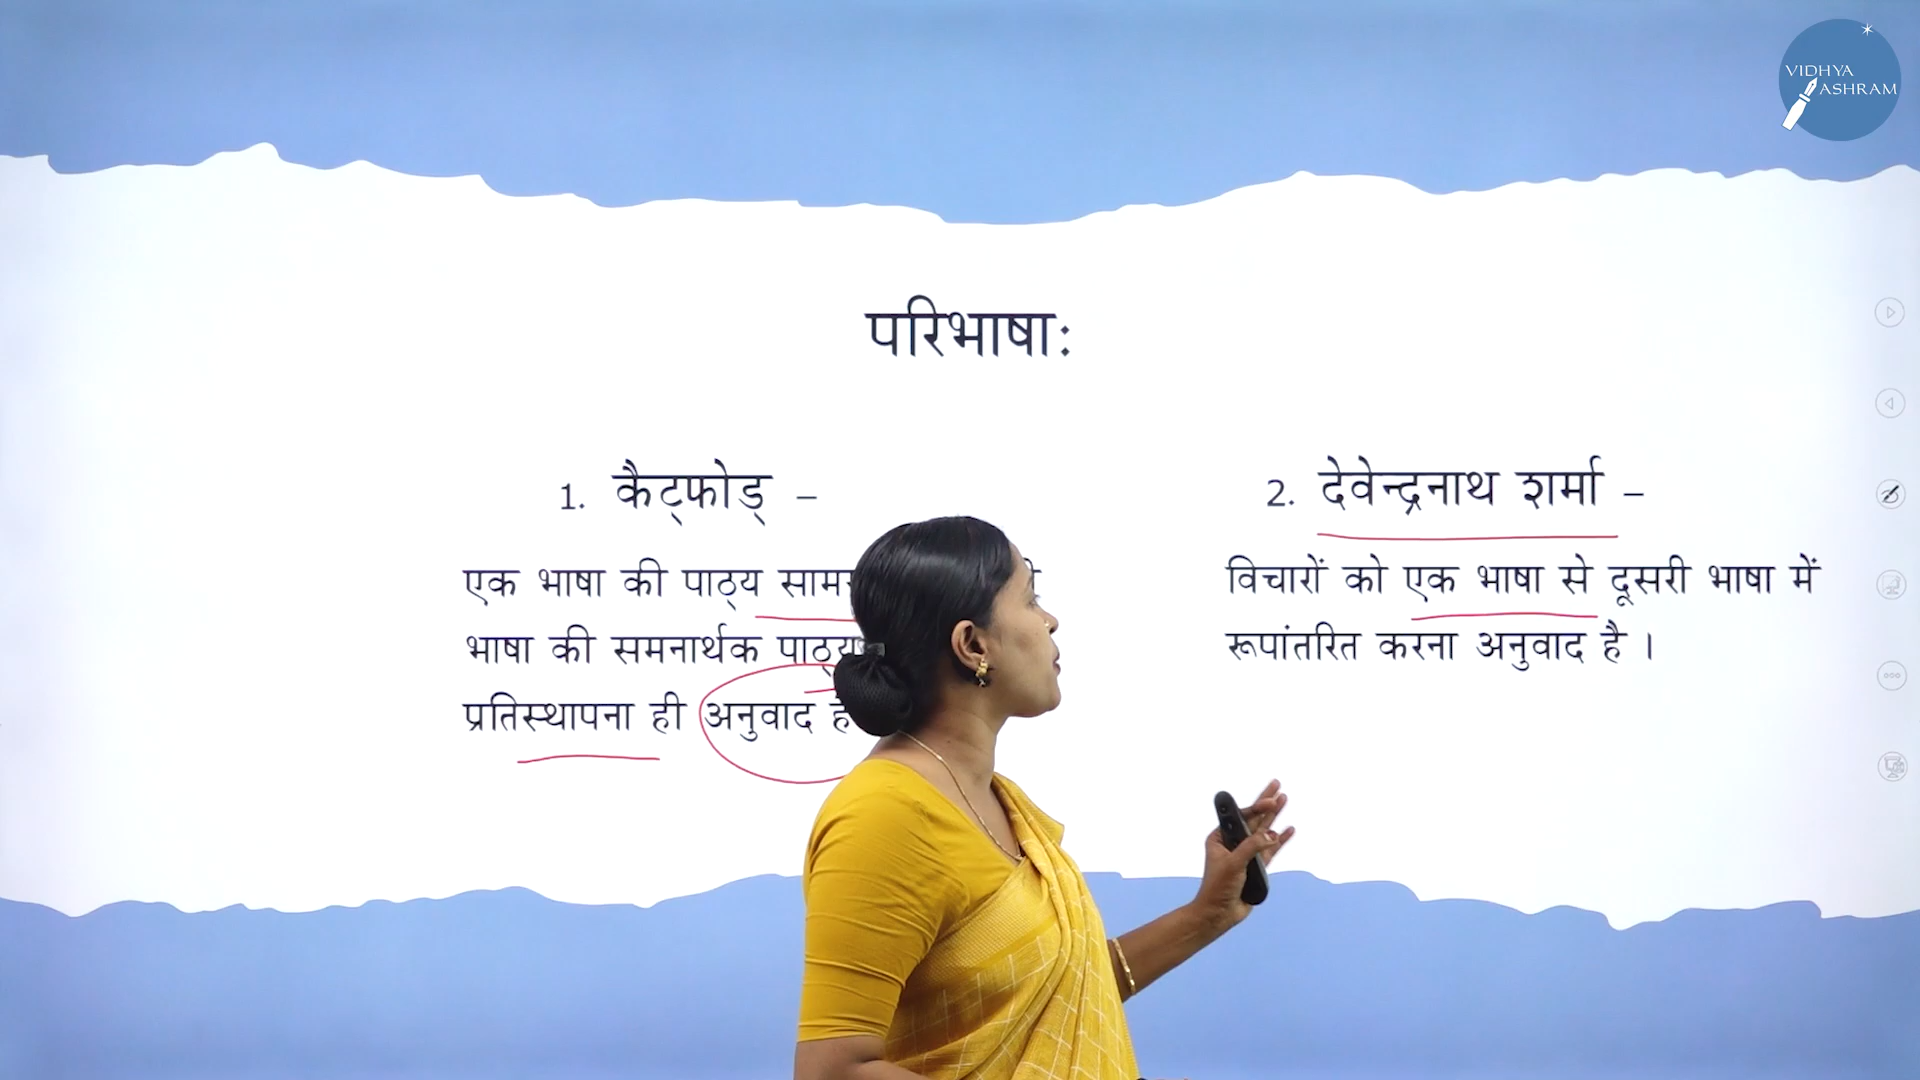 VIDHYA
ASHRAM
परिभाषा:
1. कैट्फोड् –
एक भाषा की पाठ्य
भाषा की समनार्थक
प्रतिस्थापना ही अनुवाद है
2. देवेन्द्रनाथ शर्मा –
विचारों को एक भाषा से दूसरी भाषा में
रूपांतरित करना अनुवाद है ।